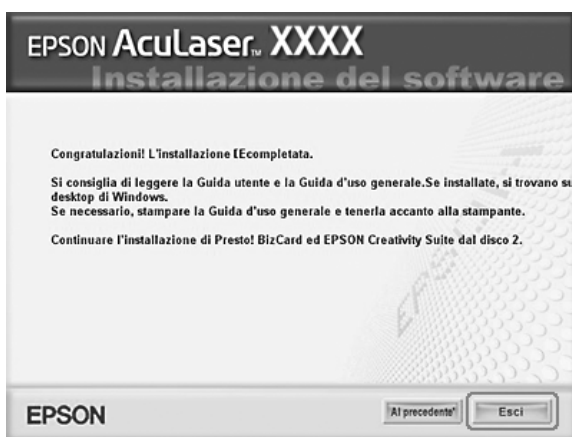 EPSON AcuLaser™ XXXX
Installazione del software
Congratulazioni! L'installazione [Ecompletata.
Si consiglia di leggere la Guida utente e la Guida d'uso generale.Se installate, si trovano su
desktop di Windows.
Se necessario, stampare la Guida d'uso generale e tenerla accanto alla stampante.
Continuare l'installazione di Presto! BizCard ed EPSON Creativity Suite dal disco 2.
EPSON
EPSON
Al precedente'
Esci